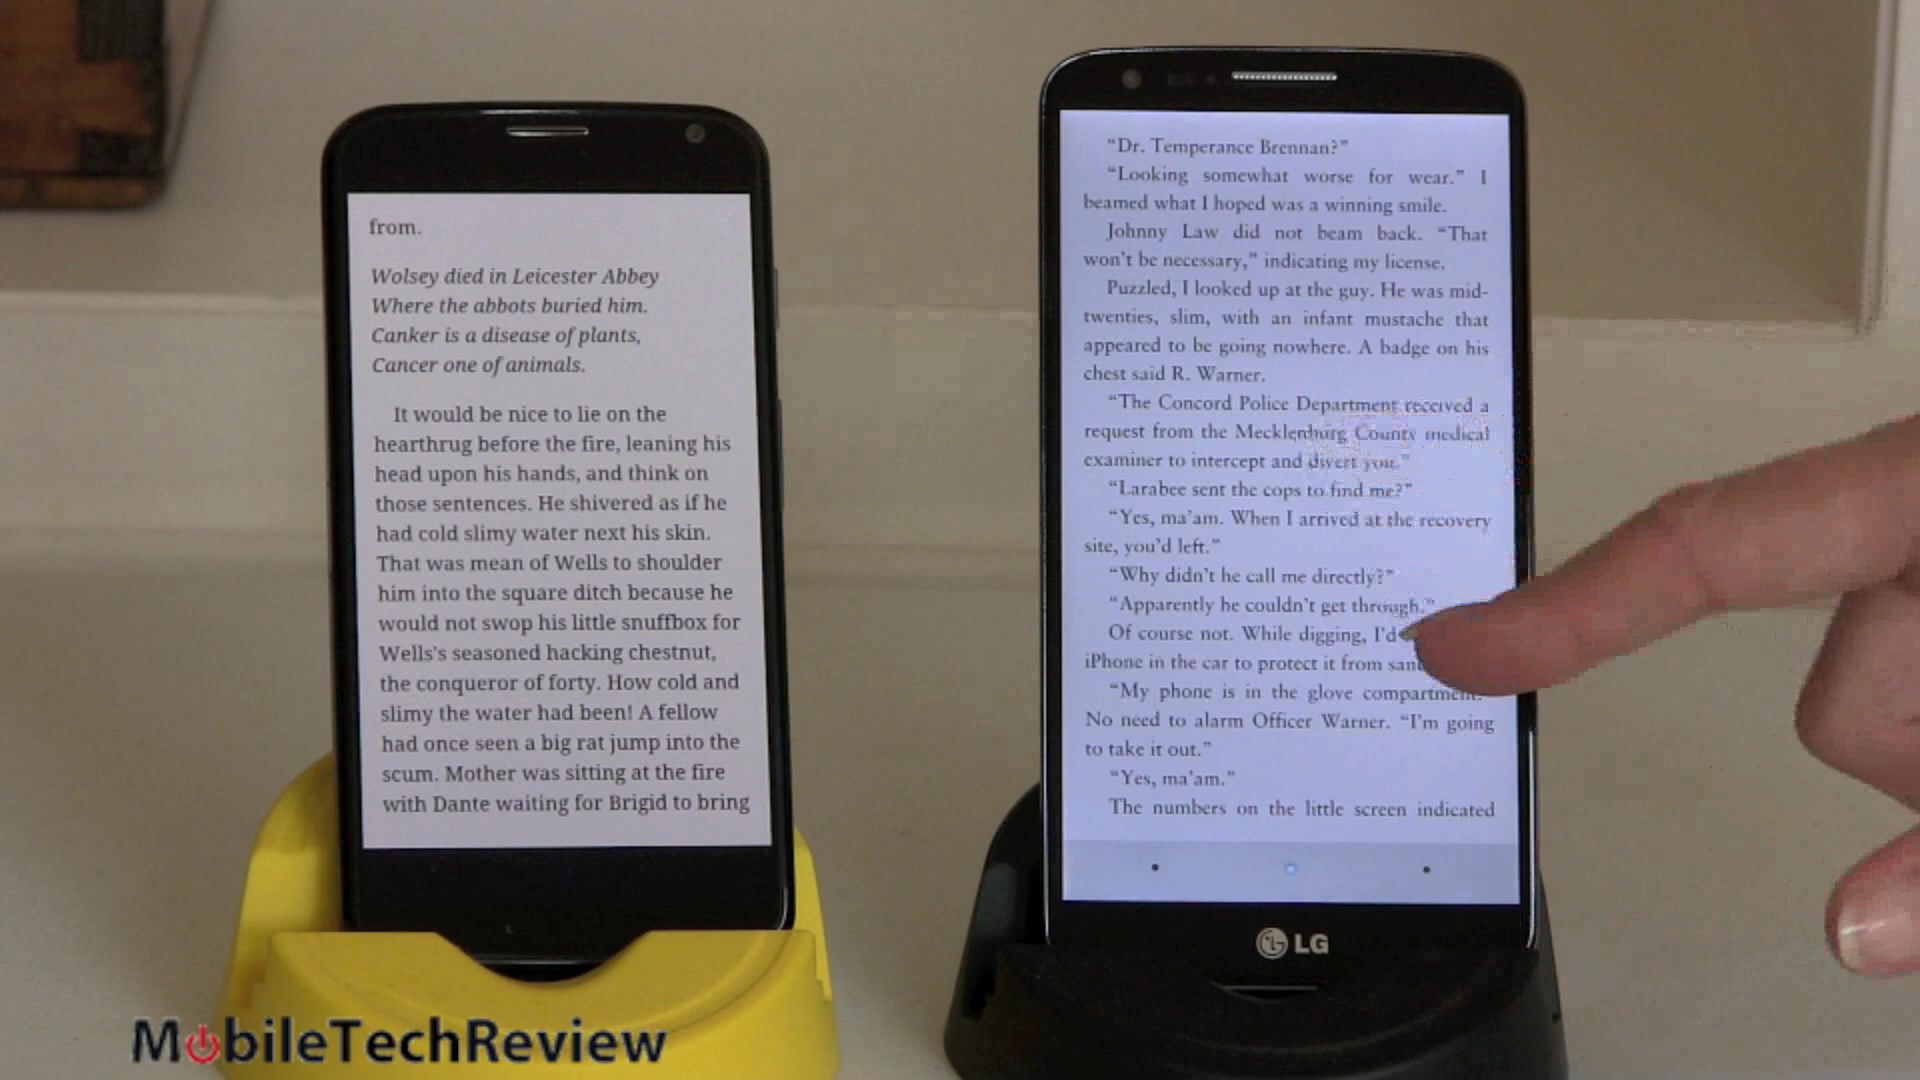 from.
Wolsey died in Leicester Abbey
Where the abbots buried him.
Canker is a disease of plants,
Cancer one of animals.
It would be nice to lie on the
hearthrug before the fire, leaning his
head upon his hands, and think on
those sentences. He shivered as if he
had cold slimy water next his skin.
That was mean of Wells to shoulder
him into the square ditch because he
would not swop his little snuffbox for
Wells's seasoned hacking chestnut,
the conqueror of forty. How cold and
slimy the water had been! A fellow
had once seen a big rat jump into the
scum. Mother was sitting at the fire
with Dante waiting for Brigid to bring
“Dr. Temperance Brennan?”
“Looking somewhat worse for wear.” I
beamed what I hoped was a winning smile.
Johnny Law did not beam back. “That
won't be necessary,” indicating my license.
Puzzled, I looked up at the guy. He was mid-
twenties, slim, with an infant mustache that
appeared to be going nowhere. A badge on his
chest said R. Warner.
“The Concord Police Department received a
request from the Mecklenburg County medical
examiner to intercept and divert you.”
“Larabee sent the cops to find me?”
“Yes, ma'am. When I arrived at the recovery
site, you'd left.”
“Why didn't he call me directly?”
“Apparently he couldn't get through.”
Of course not. While digging, I'd
iPhone in the car to protect it from
“My phone is in the glove compartment.
No need to alarm Officer Warner. “I'm going
to take it out.”
“Yes, ma'am.”
The numbers on the little screen indicated
LG
MobileTechReview